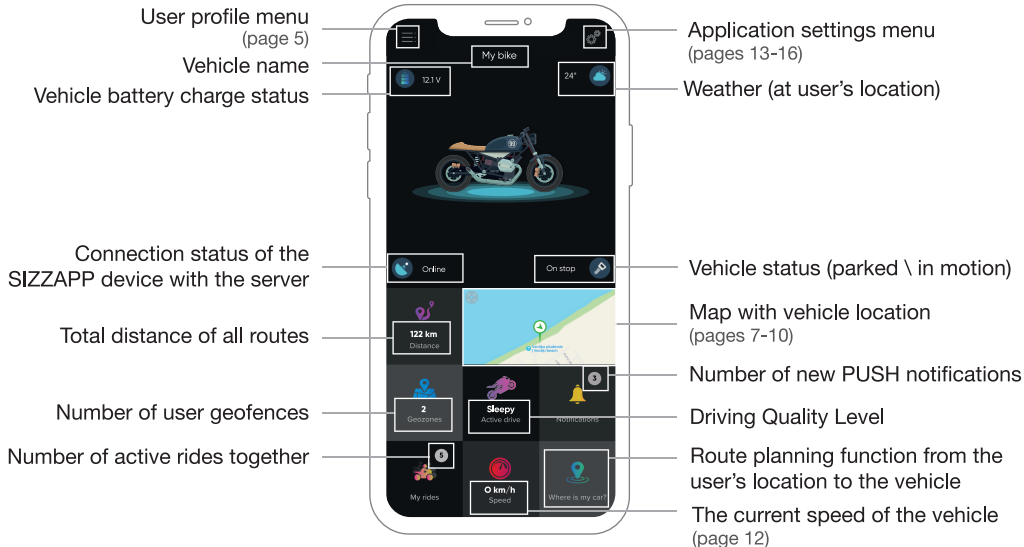 User profile menu
(page 5)
Vehicle name
Vehicle battery charge status
Connection status of the
SIZZAPP device with the server
Total distance of all routes
Number of user geofences
Number of active rides together
My bike
12.1 V
24°
99
Online
On stop
122 km
Distance
2
Geozones
Sleepy
Active drive
3
Notifications
5
My rides
0 km/h
Speed
Where is my car?
Application settings menu
(pages 13-16)
Weather (at user's location)
Vehicle status (parked \ in motion)
Map with vehicle location
(pages 7-10)
Number of new PUSH notifications
Driving Quality Level
Route planning function from the
user's location to the vehicle
The current speed of the vehicle
(page 12)